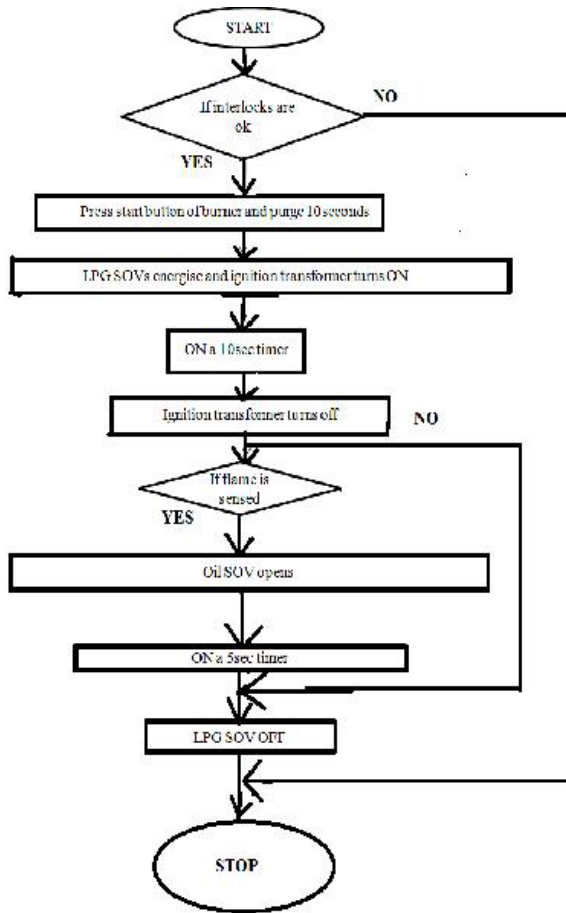 START
NO
If interlocks are
ok
YES
Press start button of burner and purge 10 seconds
LPG SOVs energise and ignition transformer turns ON
ON a 10sec timer
Ignition transformer turns off
NO
If flame is
sensed
YES
Oil SOV opens
ON a 5sec timer
LPG SOV OFF
STOP